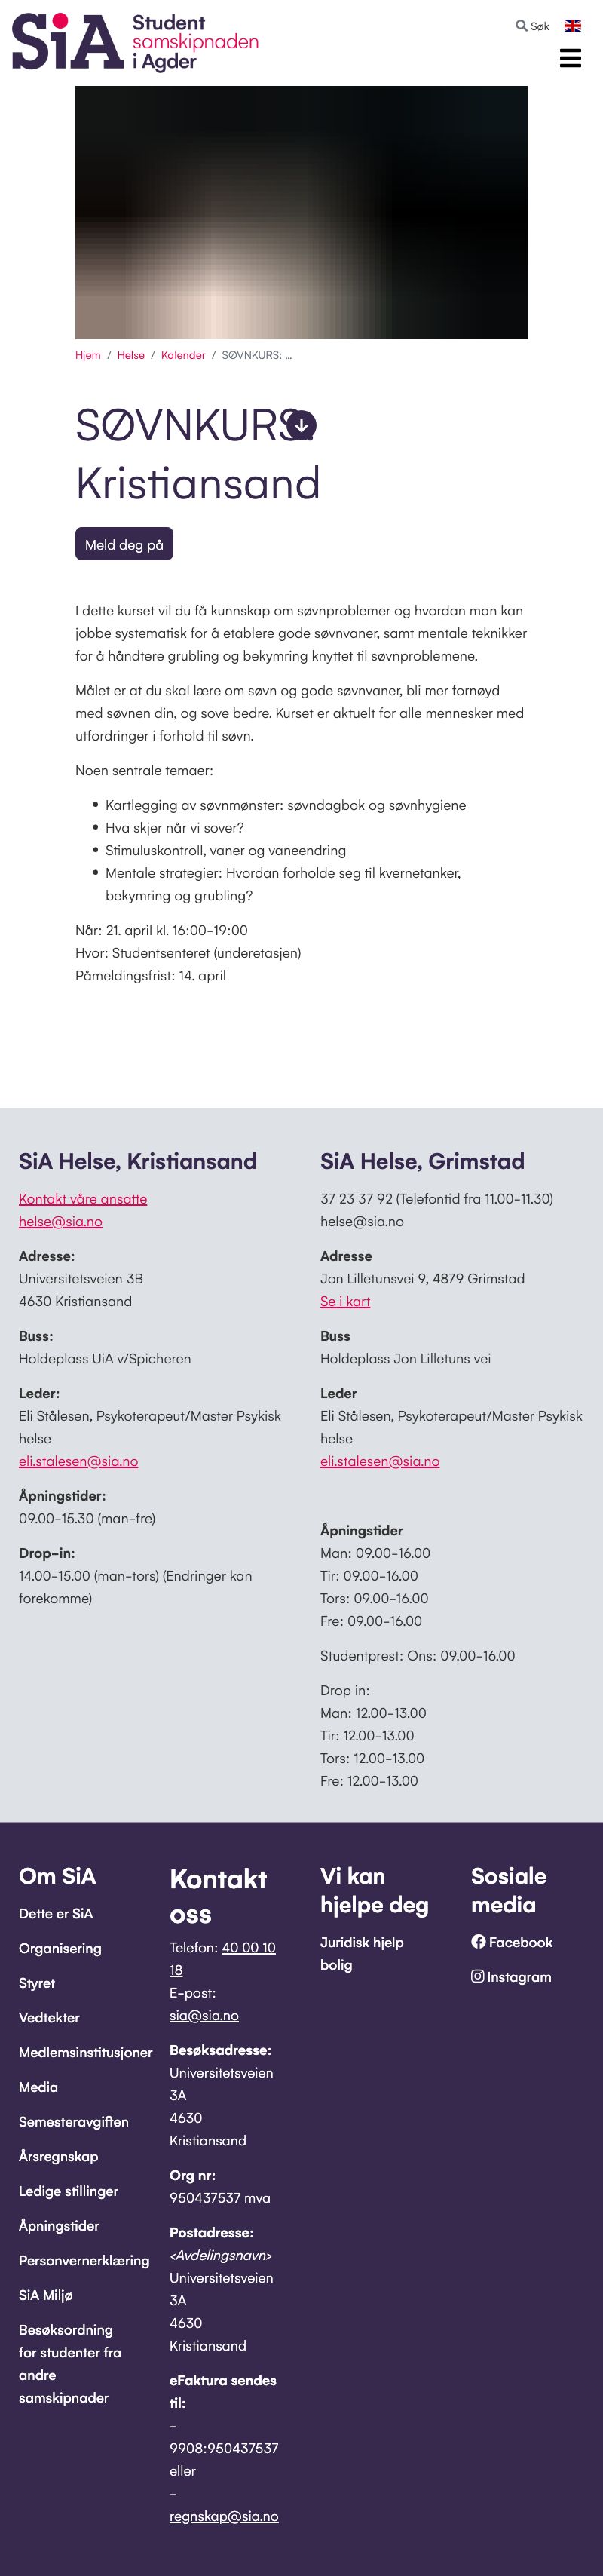 SiA Student
samskipnaden
i Agder
Søk
Hjem / Helse / Kalender / SØVNKURS: ...
SØVNKURS:
Kristiansand
Meld deg på
I dette kurset vil du få kunnskap om søvnproblemer og hvordan man kan
jobbe systematisk for å etablere gode søvnvaner, samt mentale teknikker
for å håndtere grubling og bekymring knyttet til søvnproblemene.
Målet er at du skal lære om søvn og gode søvnvaner, bli mer fornøyd
med søvnen din, og sove bedre. Kurset er aktuelt for alle mennesker med
utfordringer i forhold til søvn.
Noen sentrale temaer:
• Kartlegging av søvnmønster: søvndagbok og søvnhygiene
• Hva skjer når vi sover?
• Stimuluskontroll, vaner og vaneendring
• Mentale strategier: Hvordan forholde seg til kvernetanker,
bekymring og grubling?
Når: 21. april kl. 16:00-19:00
Hvor: Studentsenteret (underetasjen)
Påmeldingsfrist: 14. april
SiA Helse, Kristiansand
Kontakt våre ansatte
helse@sia.no
Adresse:
Universitetsveien 3B
4630 Kristiansand
Buss:
Holdeplass UiA v/Spicheren
Leder:
Eli Stålesen, Psykoterapeut/Master Psykisk
helse
eli.stalesen@sia.no
Åpningstider:
09.00-15.30 (man-fre)
Drop-in:
14.00-15.00 (man-tors) (Endringer kan
forekomme)
SiA Helse, Grimstad
37 23 37 92 (Telefontid fra 11.00-11.30)
helse@sia.no
Adresse
Jon Lilletunsvei 9, 4879 Grimstad
Se i kart
Buss
Holdeplass Jon Lilletuns vei
Leder
Eli Stålesen, Psykoterapeut/Master Psykisk
helse
eli.stalesen@sia.no
Åpningstider
Man: 09.00-16.00
Tir: 09.00-16.00
Tors: 09.00-16.00
Fre: 09.00-16.00
Studentprest: Ons: 09.00-16.00
Drop in:
Man: 12.00-13.00
Tir: 12.00-13.00
Tors: 12.00-13.00
Fre: 12.00-13.00
Om SiA
Dette er SiA
Organisering
Styret
Vedtekter
Medlemsinstitusjoner
Media
Semesteravgiften
Årsregnskap
Ledige stillinger
Åpningstider
Personvernerklæring
SiA Miljø
Besøksordning
for studenter fra
andre
samskipnader
Kontakt
oss
Telefon: 40 00 10
18
E-post:
sia@sia.no
Besøksadresse:
Universitetsveien
3A
4630
Kristiansand
Org nr:
950437537 mva
Postadresse:
<Avdelingsnavn>
Universitetsveien
3A
4630
Kristiansand
eFaktura sendes
til:
-
9908:950437537
eller
-
regnskap@sia.no
Vi kan
hjelpe deg
Juridisk hjelp
bolig
Sosiale
media
Facebook
Instagram